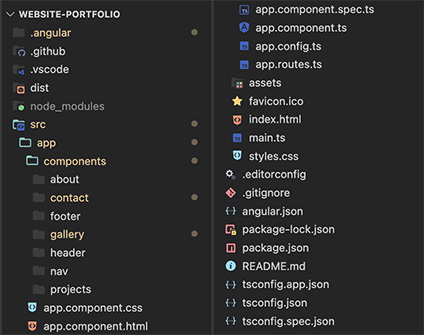 WEBSITE-PORTFOLIO
.angular
.github
.vscode
dist
node_modules
src
app
components
about
contact
footer
gallery
header
nav
projects
app.component.css
app.component.html
app.component.spec.ts
app.component.ts
app.config.ts
app.routes.ts
assets
favicon.ico
index.html
main.ts
styles.css
.editorconfig
.gitignore
angular.json
package-lock.json
package.json
README.md
tsconfig.app.json
tsconfig.json
tsconfig.spec.json